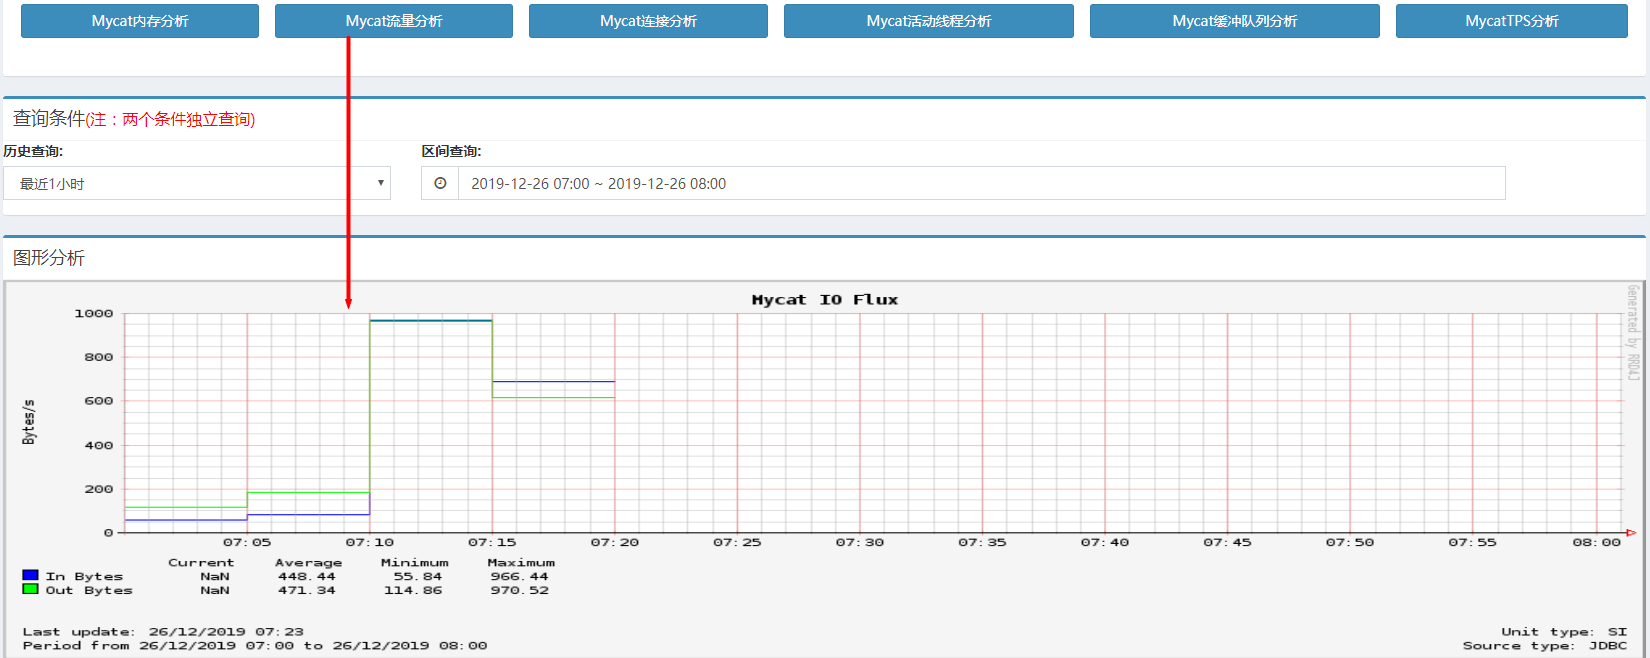 Mycat内存分析 Mycat流量分析 Mycat连接分析 Mycat活动线程分析 Mycat缓冲队列分析 MycatTPS分析
查询条件(注：两个条件独立查询)
历史查询: 区间查询:
最近1小时 2019-12-26 07:00 ~ 2019-12-26 08:00
图形分析
Mycat IO Flux
Generated by RRD4J
Bytes/s
1000
800
600
400
200
0
07:05 07:10 07:15 07:20 07:25 07:30 07:35 07:40 07:45 07:50 07:55 08:00
Current Average Minimum Maximum
In Bytes NaN 448.44 55.84 966.44
Out Bytes NaN 471.34 114.86 970.52
Last update: 26/12/2019 07:23 Unit type: SI
Period from 26/12/2019 07:00 to 26/12/2019 08:00 Source type: JDBC